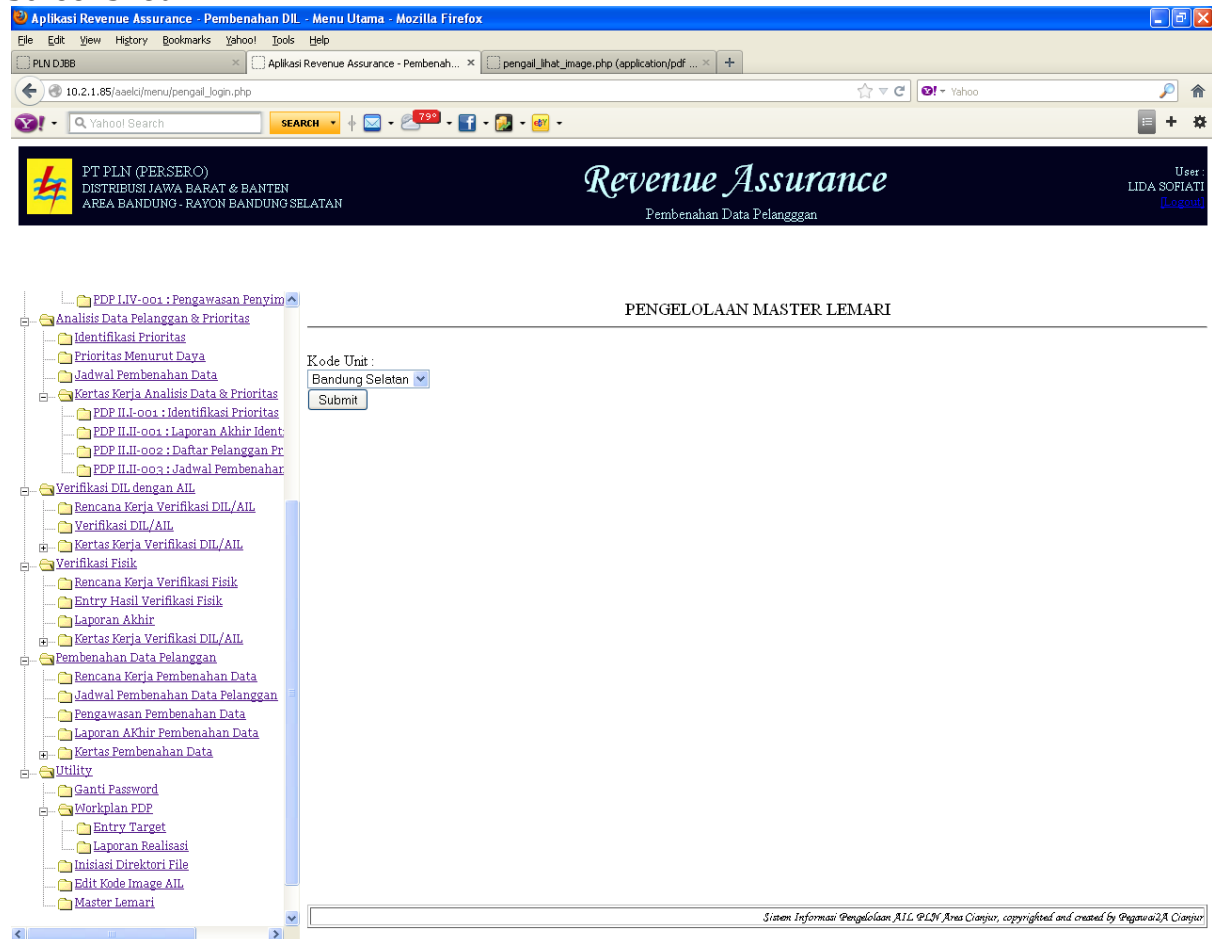 Aplikasi Revenue Assurance - Pembenahan DIL - Menu Utama - Mozilla Firefox
File Edit View History Bookmarks Yahoo! Tools Help
PLN DJBB
Aplikasi Revenue Assurance - Pembenah...
pengail_lihat_image.php (application/pdf ...
10.2.1.85/aaelci/menu/pengail_login.php
Yahoo
Yahoo! Search
SEARCH
79°
PT PLN (PERSERO)
DISTRIBUSI JAWA BARAT & BANTEN
AREA BANDUNG - RAYON BANDUNG SELATAN
Revenue Assurance
Pembenahan Data Pelangggan
User :
LIDA SOFIATI
[Logout]
PDP I.IV-001 : Pengawasan Penyim
Analisis Data Pelanggan & Prioritas
Identifikasi Prioritas
Prioritas Menurut Daya
Jadwal Pembenahan Data
Kertas Kerja Analisis Data & Prioritas
PDP II.I-001 : Identifikasi Prioritas
PDP II.II-001 : Laporan Akhir Ident
PDP II.II-002 : Daftar Pelanggan Pr
PDP II.II-003 : Jadwal Pembenahan
Verifikasi DIL dengan AIL
Rencana Kerja Verifikasi DIL/AIL
Verifikasi DIL/AIL
Kertas Kerja Verifikasi DIL/AIL
Verifikasi Fisik
Rencana Kerja Verifikasi Fisik
Entry Hasil Verifikasi Fisik
Laporan Akhir
Kertas Kerja Verifikasi DIL/AIL
Pembenahan Data Pelanggan
Rencana Kerja Pembenahan Data
Jadwal Pembenahan Data Pelanggan
Pengawasan Pembenahan Data
Laporan AKhir Pembenahan Data
Kertas Pembenahan Data
Utility
Ganti Password
Workplan PDP
Entry Target
Laporan Realisasi
Inisiasi Direktori File
Edit Kode Image AIL
Master Lemari
PENGELOLAAN MASTER LEMARI
Kode Unit :
Bandung Selatan
Submit
Sistem Informasi Pengelolaan AIL PLN Area Cianjur, copyrighted and created by Pegawai2A Cianjur